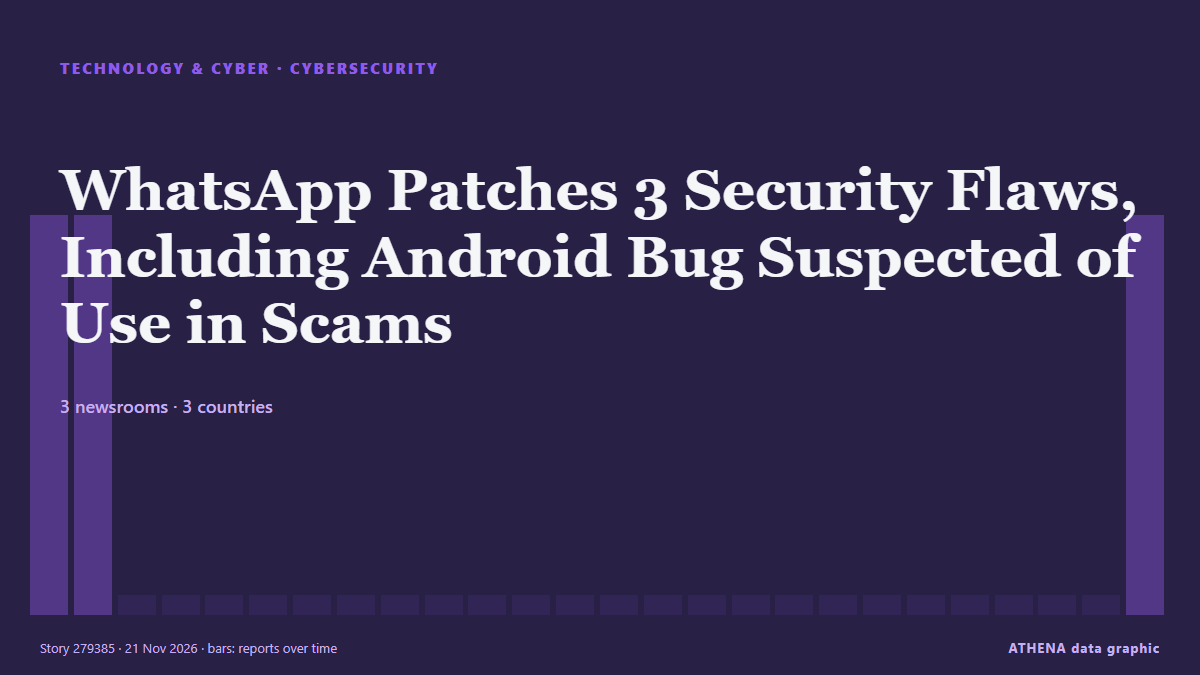 TECHNOLOGY & CYBER · CYBERSECURITY
WhatsApp Patches 3 Security Flaws,
Including Android Bug Suspected of
Use in Scams
3 newsrooms · 3 countries
Story 279385 · 21 Nov 2026 · bars: reports over time
ATHENA data graphic